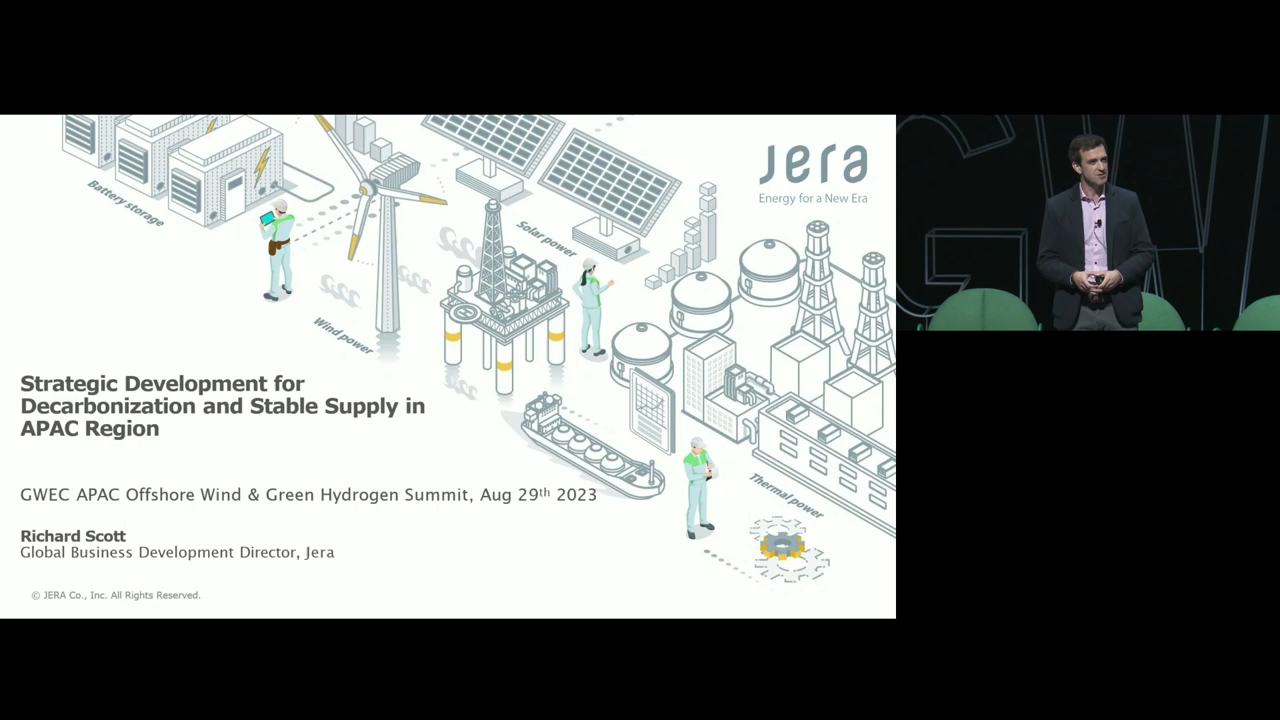 Battery storage
Wind power
Solar power
Thermal power
Jera
Energy for a New Era
Strategic Development for
Decarbonization and Stable Supply in
APAC Region
GWEC APAC Offshore Wind & Green Hydrogen Summit, Aug 29th 2023
Richard Scott
Global Business Development Director, Jera
© JERA Co., Inc. All Rights Reserved.